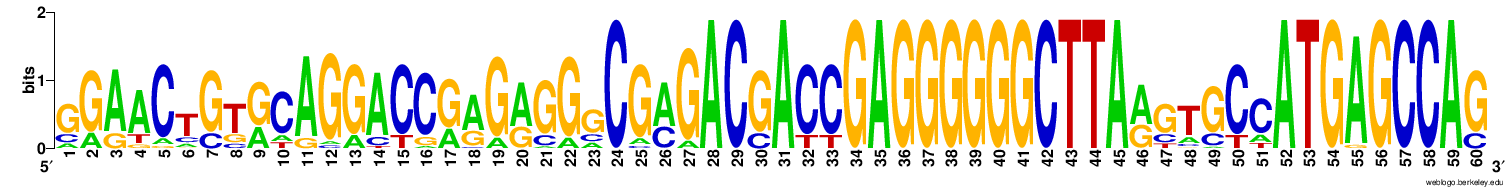 2
bits
1
0
GGAACTGTGCAGGACCGAGAGGGCGAGACGACCGAGGGGGGCTTAAGTGCCATGAGCCAG
5´ 1 2 3 4 5 6 7 8 9 10 11 12 13 14 15 16 17 18 19 20 21 22 23 24 25 26 27 28 29 30 31 32 33 34 35 36 37 38 39 40 41 42 43 44 45 46 47 48 49 50 51 52 53 54 55 56 57 58 59 60 3´
weblogo.berkeley.edu